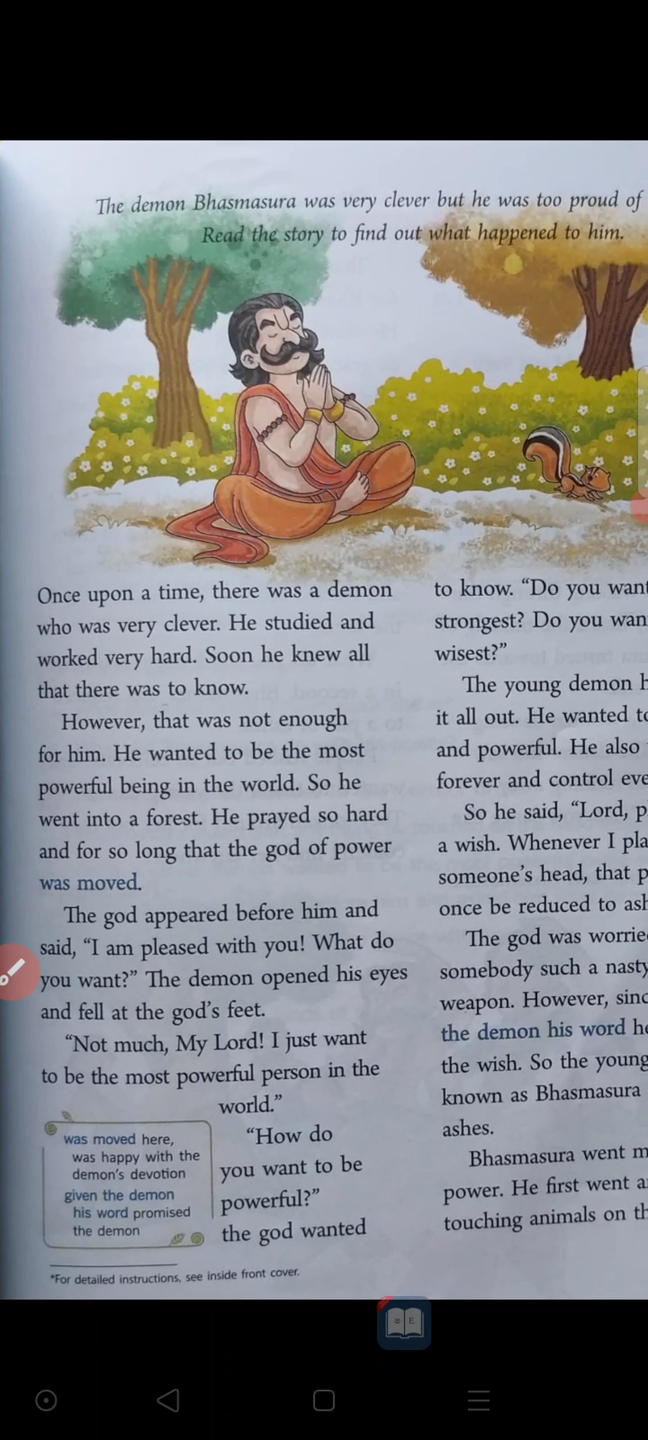 The demon Bhasmasura was very clever but he was too proud of
Read the story to find out what happened to him.
Once upon a time, there was a demon
who was very clever. He studied and
worked very hard. Soon he knew all
that there was to know.
However, that was not enough
for him. He wanted to be the most
powerful being in the world. So he
went into a forest. He prayed so hard
and for so long that the god of power
was moved.
The god appeared before him and
said, “I am pleased with you! What do
you want?” The demon opened his eyes
and fell at the god’s feet.
“Not much, My Lord! I just want
to be the most powerful person in the
world.”
“How do
you want to be
powerful?”
the god wanted
was moved here,
was happy with the
demon’s devotion
given the demon
his word promised
the demon
*For detailed instructions, see inside front cover.
to know. “Do you want
strongest? Do you
wisest?”
The young demon
it all out. He wanted
and powerful. He also
forever and control
So he said, “Lord,
a wish. Whenever I
someone’s head, that
once be reduced to
The god was
somebody such a nasty
weapon. However,
the demon his word
the wish. So the young
known as Bhasmasura
ashes.
Bhasmasura went
power. He first went
touching animals on